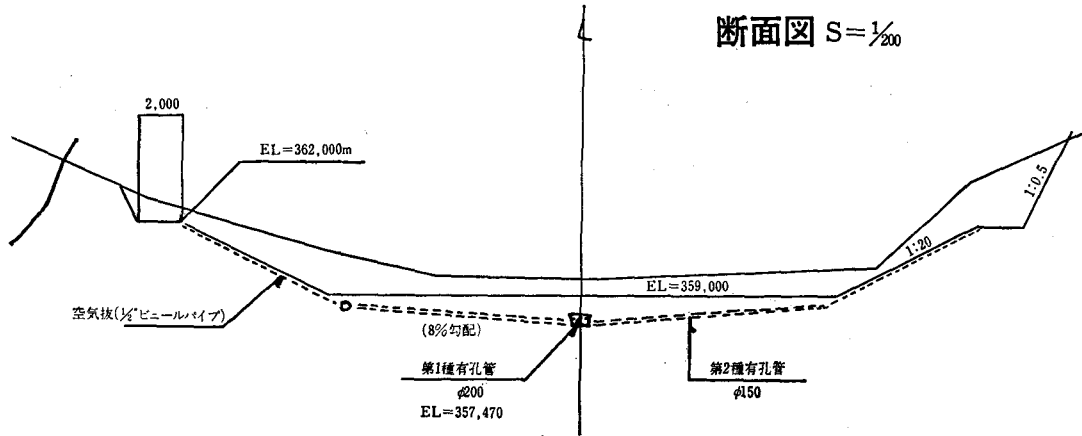 断面図 S=1/200
2,000
EL=362,000m
1:0.5
1:20
EL=359,000
空気抜(1/2"ビニールパイプ)
(8%勾配)
第1種有孔管
φ200
EL=357,470
第2種有孔管
φ150